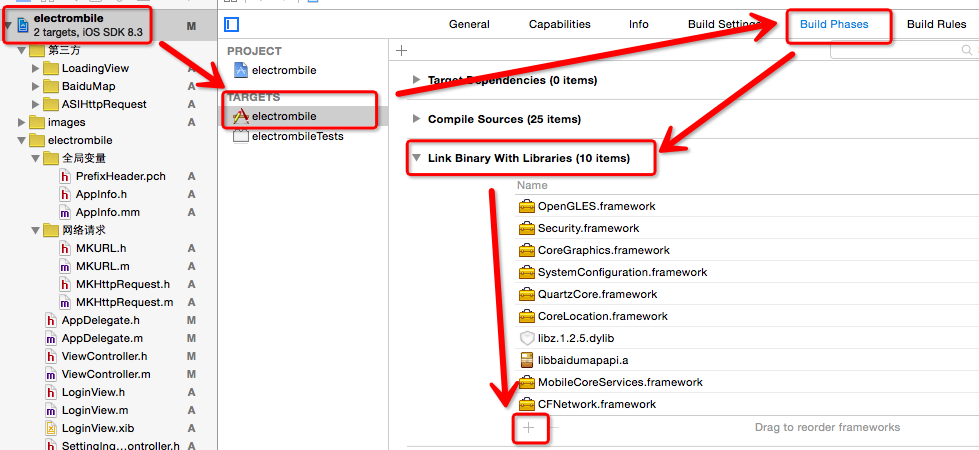 electrombile
2 targets, iOS SDK 8.3
M
第三方
LoadingView
A
BaiduMap
A
ASIHttpRequest
A
images
A
electrombile
全局变量
PrefixHeader.pch
A
AppInfo.h
A
AppInfo.mm
A
网络请求
MKURL.h
A
MKURL.m
A
MKHttpRequest.h
A
MKHttpRequest.m
A
AppDelegate.h
M
AppDelegate.m
M
ViewController.h
M
ViewController.m
M
LoginView.h
A
LoginView.m
A
LoginView.xib
A
SettingIng...ontroller.h
A
General
Capabilities
Info
Build Settings
Build Phases
Build Rules
PROJECT
electrombile
TARGETS
electrombile
electrombileTests
Target Dependencies (0 items)
Compile Sources (25 items)
Link Binary With Libraries (10 items)
Name
OpenGLES.framework
Security.framework
CoreGraphics.framework
SystemConfiguration.framework
QuartzCore.framework
CoreLocation.framework
libz.1.2.5.dylib
libbaidumapapi.a
MobileCoreServices.framework
CFNetwork.framework
Drag to reorder frameworks